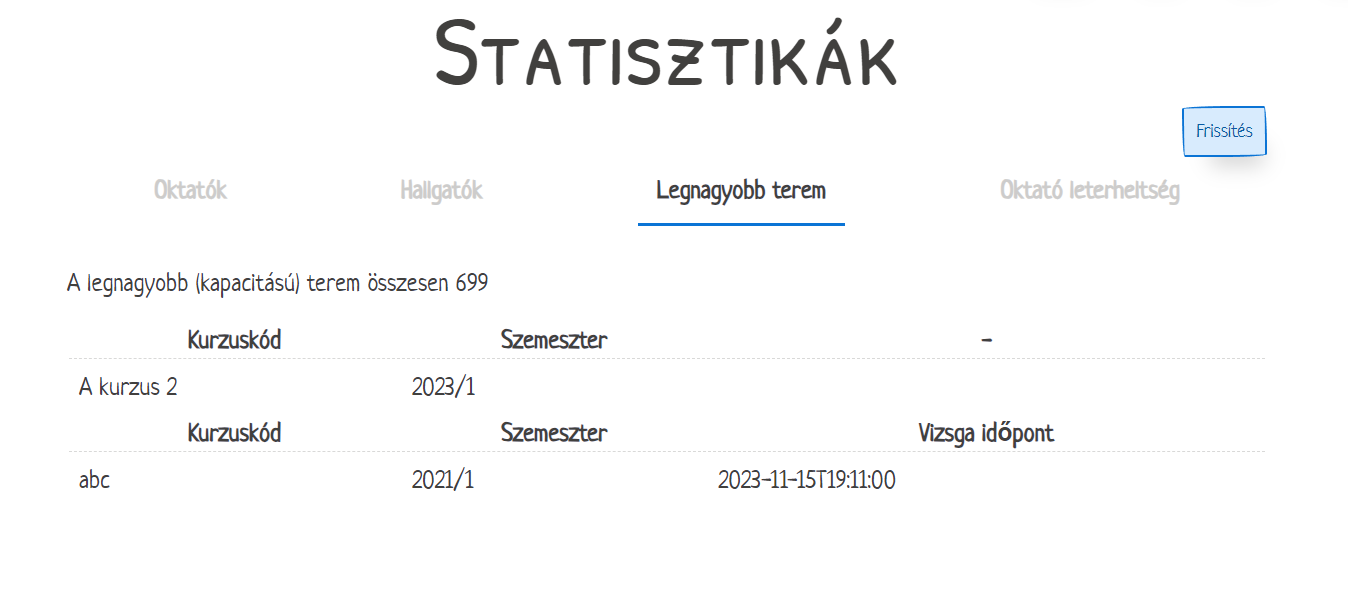 Statisztikák
Frissítés
Oktatók Hallgatók Legnagyobb terem Oktató leterheltség
A legnagyobb (kapacitású) terem összesen 699
Kurzuskód Szemeszter -
A kurzus 2 2023/1
Kurzuskód Szemeszter Vizsga időpont
abc 2021/1 2023-11-15T19:11:00